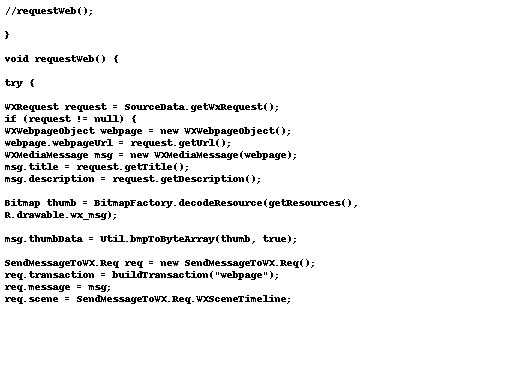 //requestWeb();
}
void requestWeb() {
try {
WXRequest request = SourceData.getWxRequest();
if (request != null) {
WXWebpageObject webpage = new WXWebpageObject();
webpage.webpageUrl = request.getUrl();
WXMediaMessage msg = new WXMediaMessage(webpage);
msg.title = request.getTitle();
msg.description = request.getDescription();
Bitmap thumb = BitmapFactory.decodeResource(getResources(),
R.drawable.wx_msg);
msg.thumbData = Util.bmpToByteArray(thumb, true);
SendMessageToWX.Req req = new SendMessageToWX.Req();
req.transaction = buildTransaction("webpage");
req.message = msg;
req.scene = SendMessageToWX.Req.WXSceneTimeline;